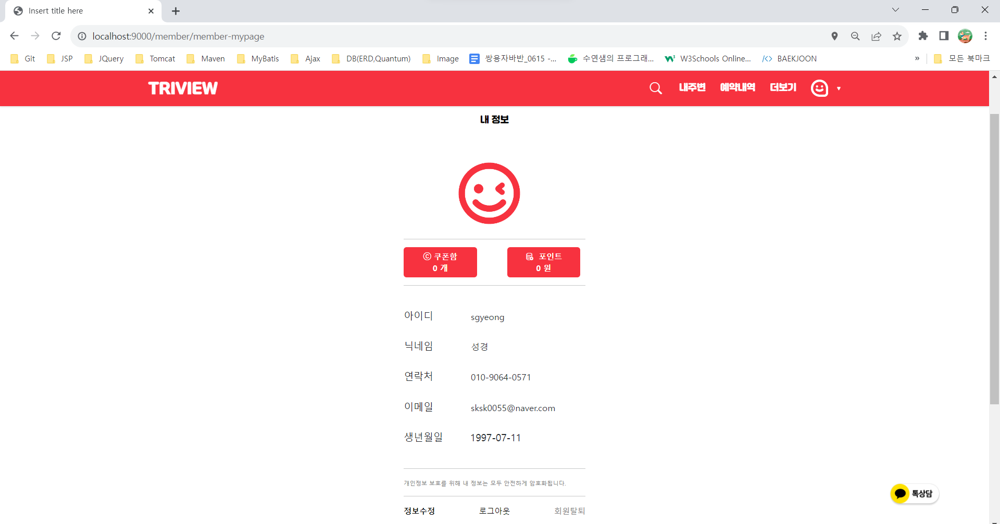 Insert title here
localhost:9000/member/member-mypage
Git JSP JQuery Tomcat Maven MyBatis Ajax DB(ERD,Quantum) Image 쌍용자바반_0615 -... 수연샘의 프로그래... W3Schools Online... BAEKJOON » 모든 북마크
TRIVIEW 내주변 예약내역 더보기
내 정보
쿠폰함
0 개
포인트
0 원
아이디 sgyeong
닉네임 성경
연락처 010-9064-0571
이메일 sksk0055@naver.com
생년월일 1997-07-11
개인정보 보호를 위해 내 정보는 모두 안전하게 암호화됩니다.
톡상담
정보수정 로그아웃 회원탈퇴